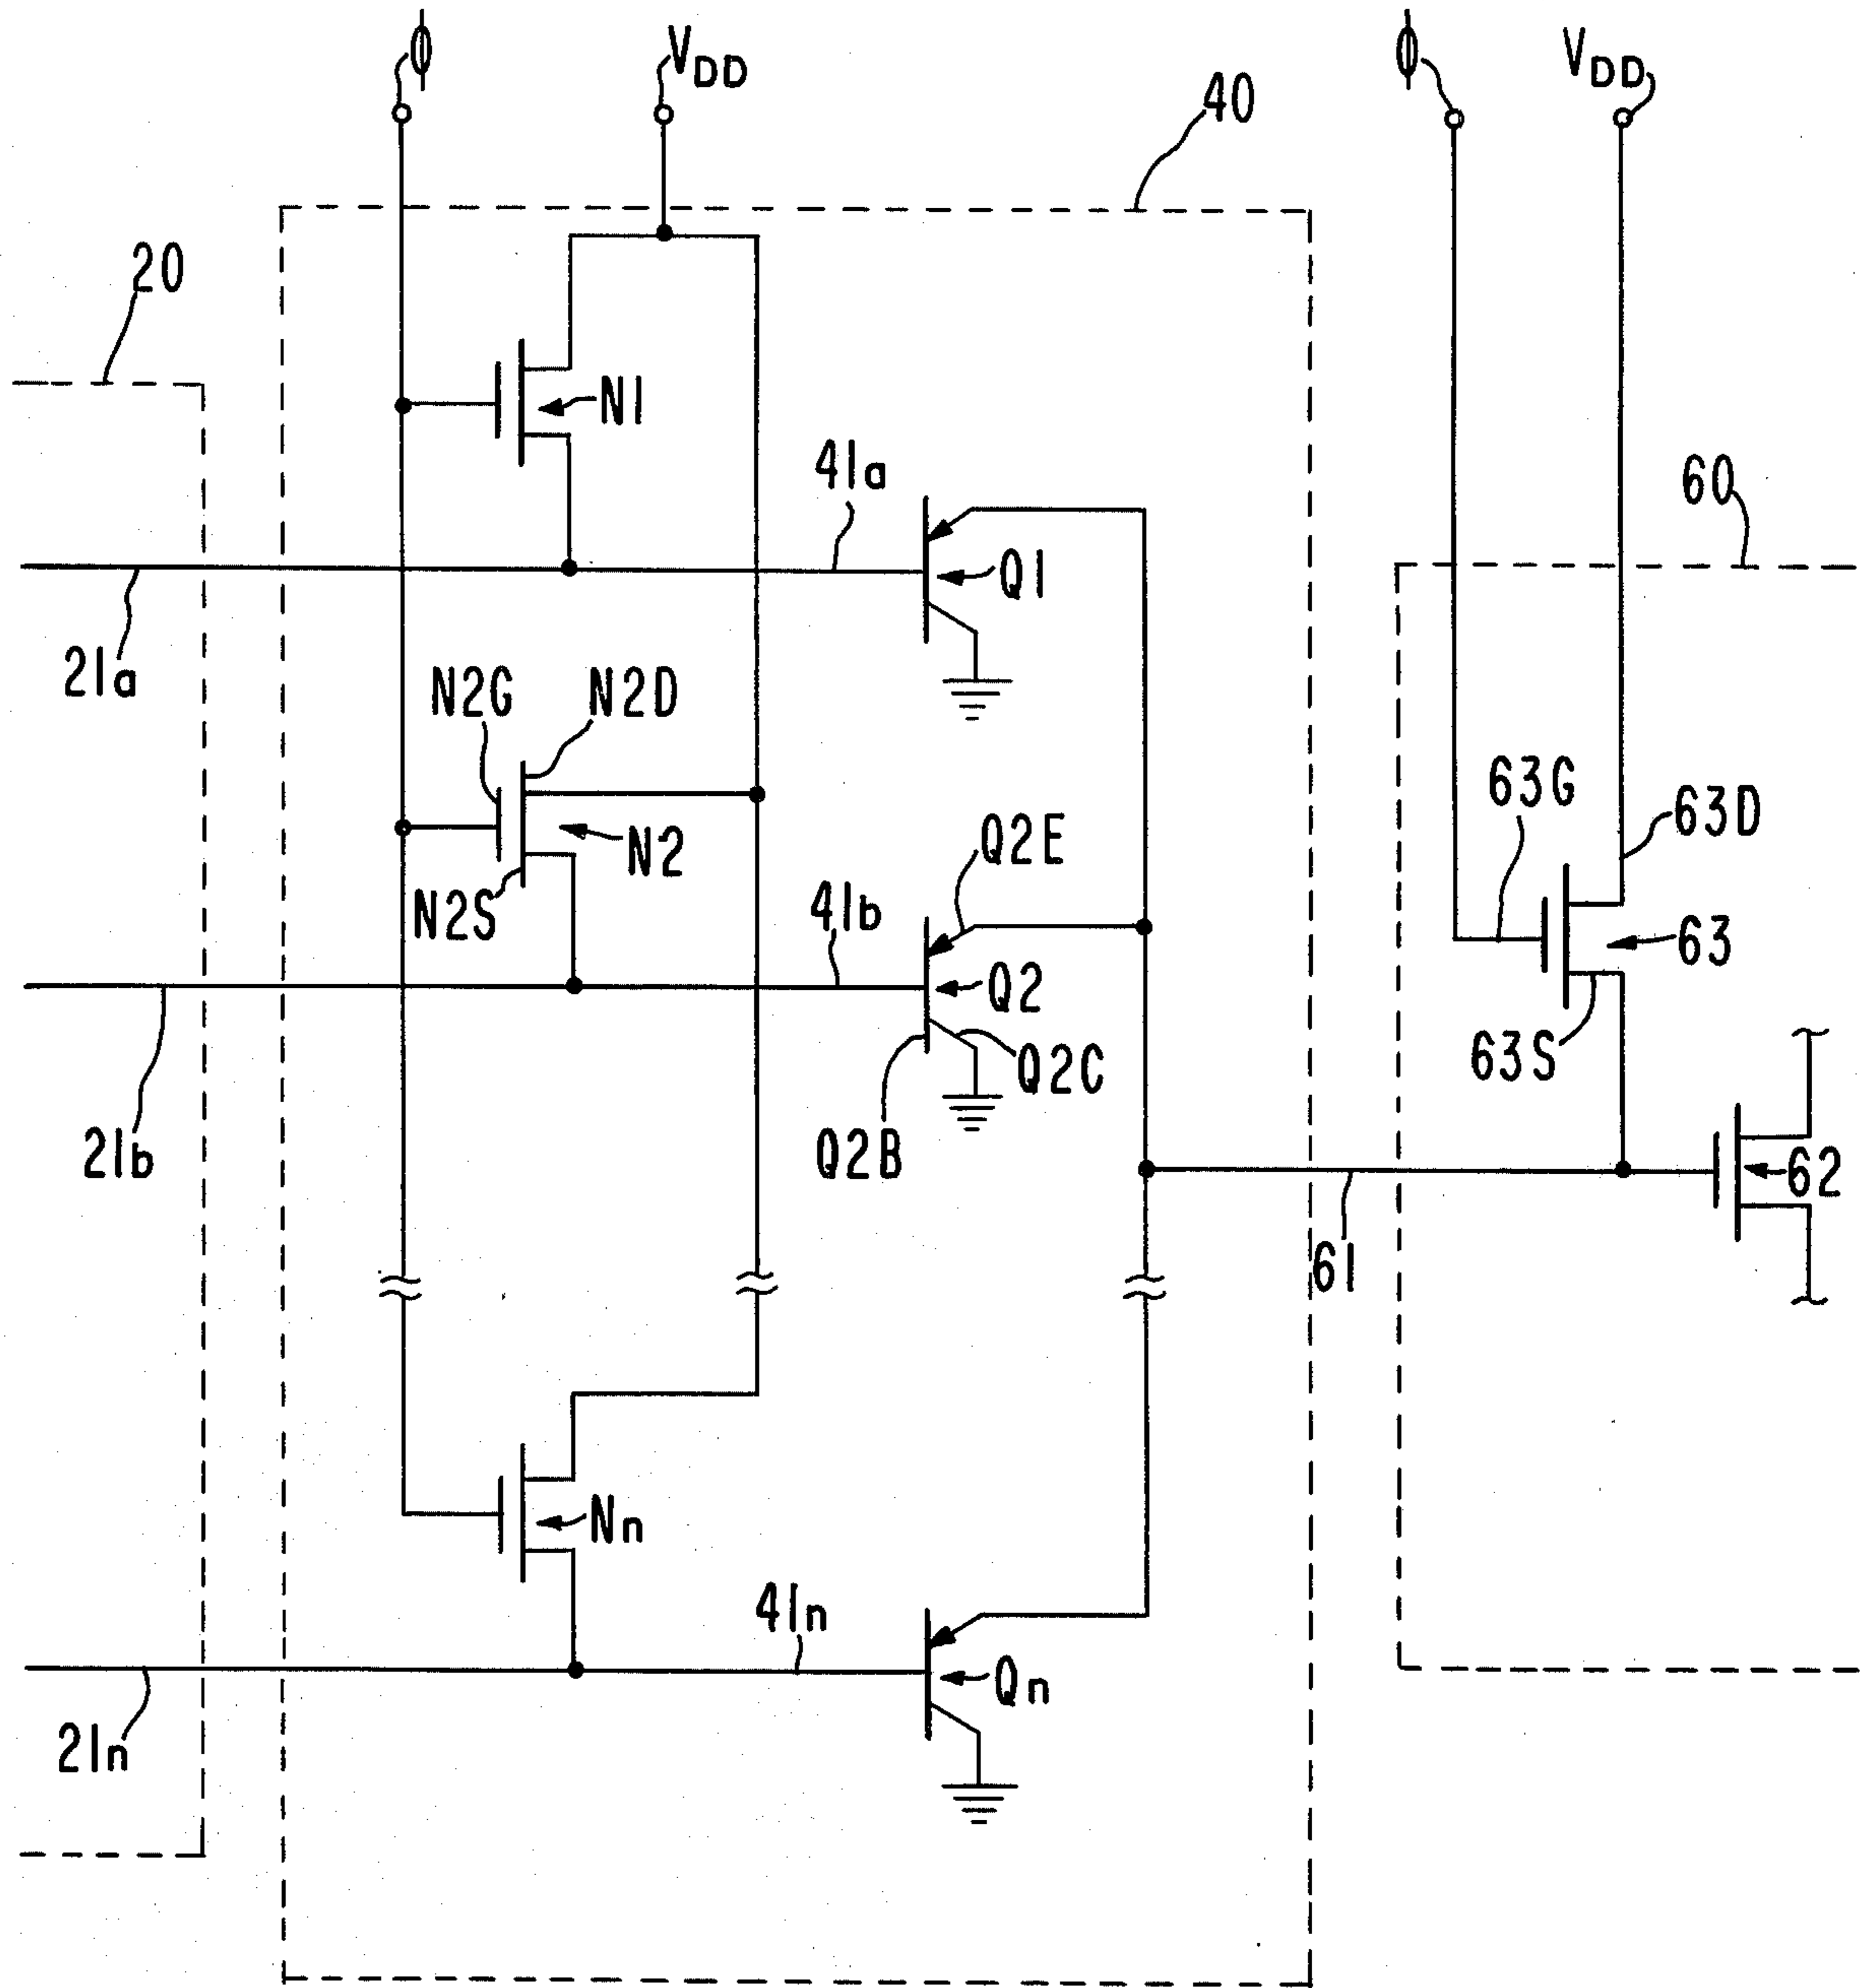 ϕ
VDD
ϕ
VDD
40
20
N1
41a
60
Q1
21a
N2G
N2D
63G
63D
Q2E
N2
N2S
41b
63
Q2
63S
Q2C
21b
Q2B
62
61
Nn
41n
Qn
21n